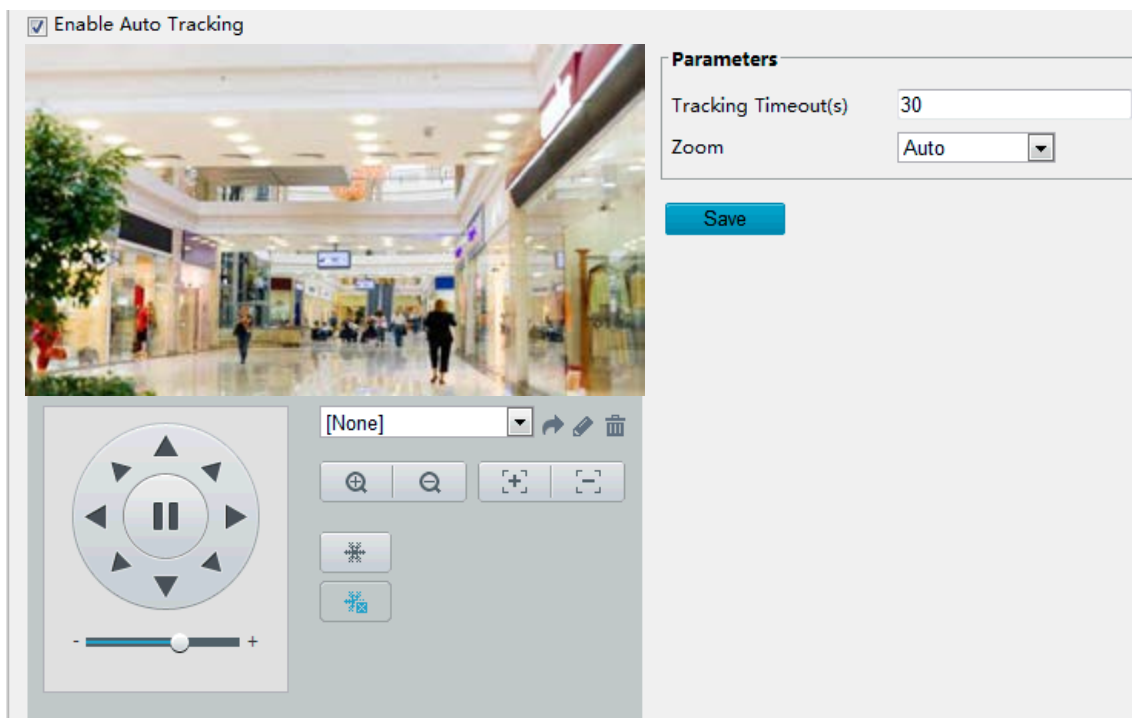 Enable Auto Tracking
Parameters
Tracking Timeout(s) 30
Zoom Auto
Save
[None]
- +